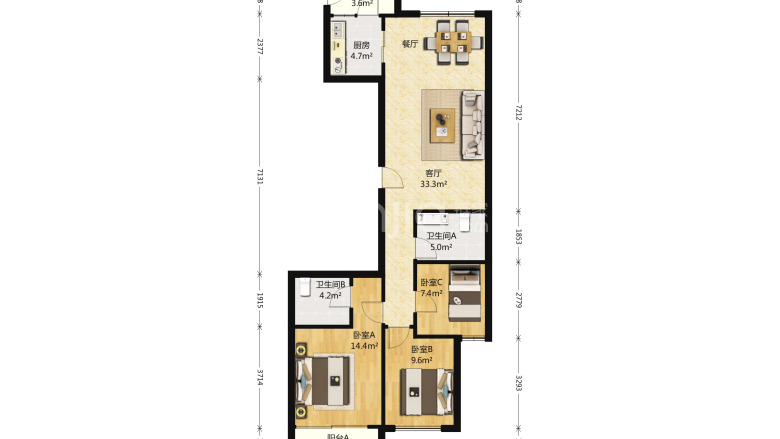 3.6m²
厨房
4.7m²
餐厅
2377
7212
7131
客厅
33.3m²
卫生间A
5.0m²
1853
卫生间B
4.2m²
卧室C
7.4m²
1915
2779
卧室A
14.4m²
卧室B
9.6m²
3714
3293
阳台A